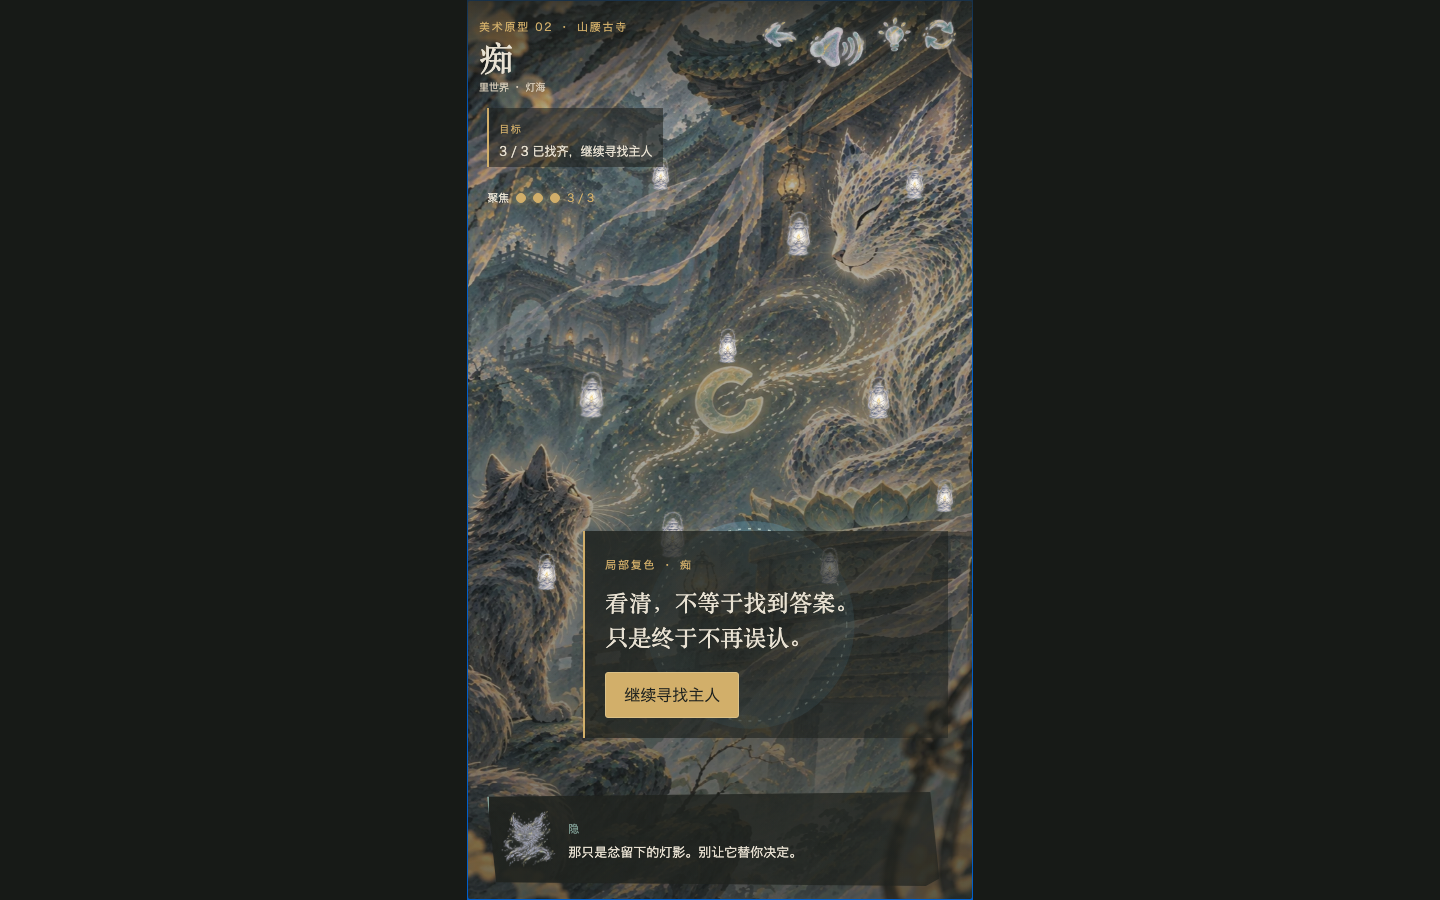 美术原型 02 · 山腰古寺
痴
里世界 · 灯海
目标
3 / 3 已找齐，继续寻找主人
聚焦 3 / 3
局部复色 · 痴
看清，不等于找到答案。
只是终于不再误认。
继续寻找主人
隐
那只是忿留下的灯影。别让它替你决定。